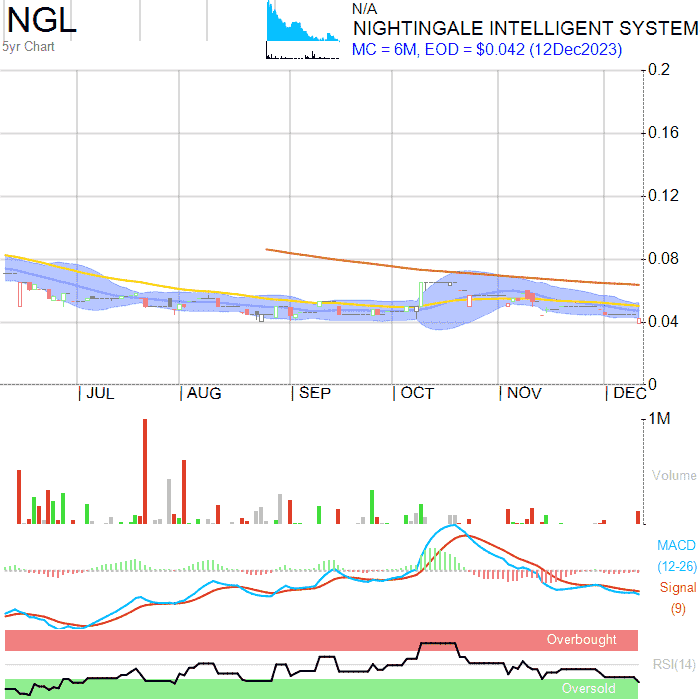 NGL
5yr Chart
N/A
NIGHTINGALE INTELLIGENT SYSTEM
MC = 6M, EOD = $0.042 (12Dec2023)
0.2
0.16
0.12
0.08
0.04
0
JUL AUG SEP OCT NOV DEC
1M
Volume
MACD
(12-26)
Signal
(9)
Overbought
RSI(14)
Oversold